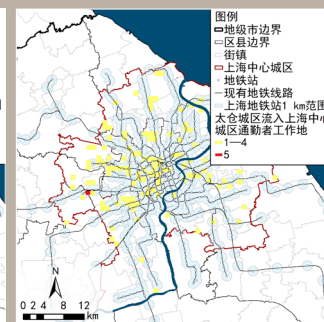 图例
地级市边界
区县边界
街镇
上海中心城区
地铁站
现有地铁线路
上海地铁站1 km范围
太仓城区流入上海中心
城区通勤者工作地
1—4
5
N
0 2 4 8 12
km